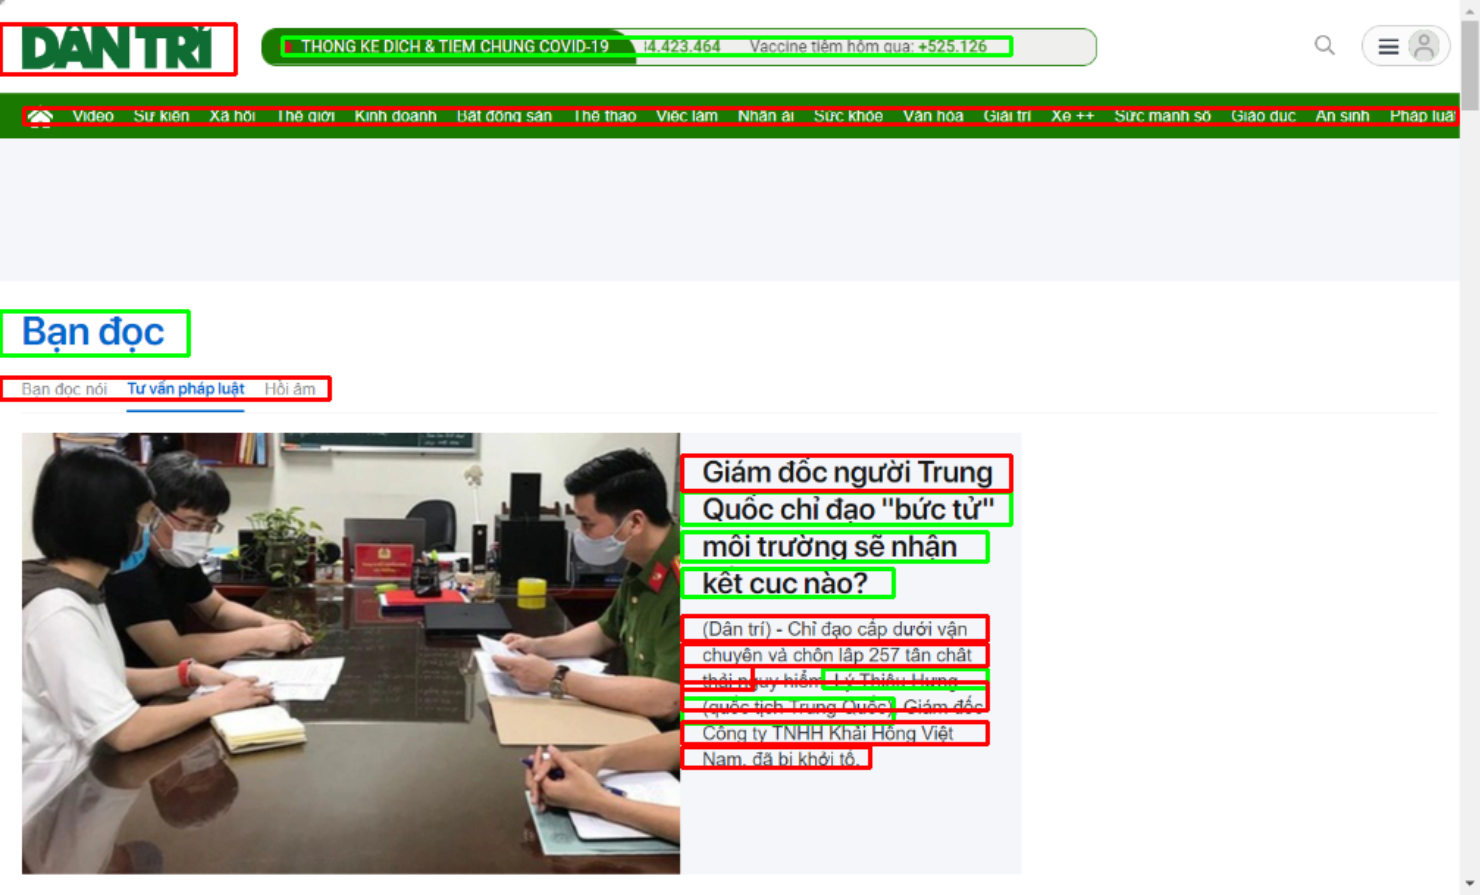 DÂN TRÍ
THỐNG KÊ DỊCH & TIÊM CHỦNG COVID-19 4.423.464 Vaccine tiêm hôm qua: +525.126
Video Sự kiện Xã hội Thế giới Kinh doanh Bất động sản Thể thao Việc làm Nhân ái Sức khỏe Văn hóa Giải trí Xe ++ Sức mạnh số Giáo dục An sinh Pháp luật
Bạn đọc
Bạn đọc nói Tư vấn pháp luật Hồi âm
Giám đốc người Trung
Quốc chỉ đạo "bức tử"
môi trường sẽ nhận
kết cục nào?
(Dân trí) - Chỉ đạo cấp dưới vận
chuyển và chôn lấp 257 tấn chất
thải nguy hiểm, Lý Thiệu Hưng
(quốc tịch Trung Quốc), Giám đốc
Công ty TNHH Khải Hồng Việt
Nam, đã bị khởi tố.